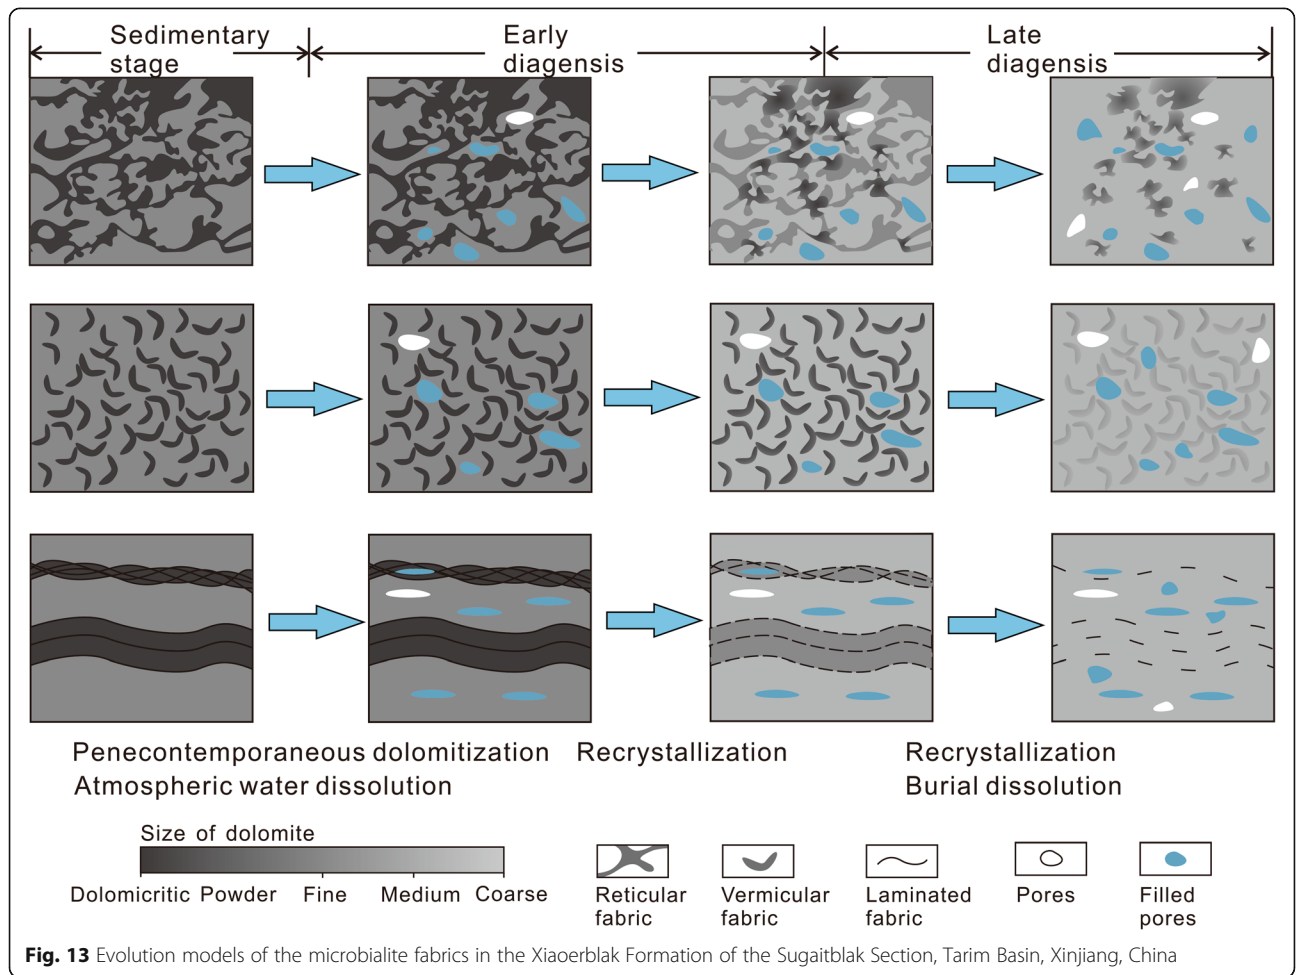 Sedimentary
stage
Early
diagensis
Late
diagensis
Penecontemporaneous dolomitization
Atmospheric water dissolution
Recrystallization
Recrystallization
Burial dissolution
Size of dolomite
Dolomicritic Powder Fine Medium Coarse
Reticular
fabric
Vermicular
fabric
Laminated
fabric
Pores
Filled
pores
Fig. 13 Evolution models of the microbialite fabrics in the Xiaoerblak Formation of the Sugaitblak Section, Tarim Basin, Xinjiang, China